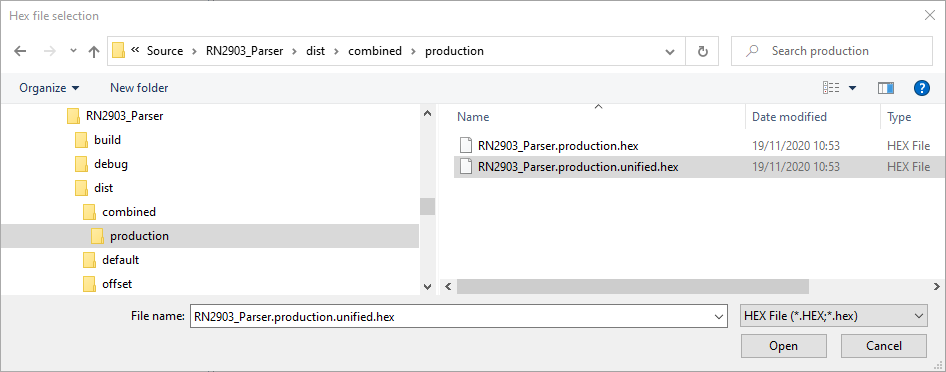 Hex file selection
« Source > RN2903_Parser > dist > combined > production
Search production
Organize
New folder
?
RN2903_Parser
build
debug
dist
combined
production
default
offset
Name
Date modified
Type
RN2903_Parser.production.hex 19/11/2020 10:53 HEX File
RN2903_Parser.production.unified.hex 19/11/2020 10:53 HEX File
File name: RN2903_Parser.production.unified.hex
HEX File (*.HEX;*.hex)
Open
Cancel